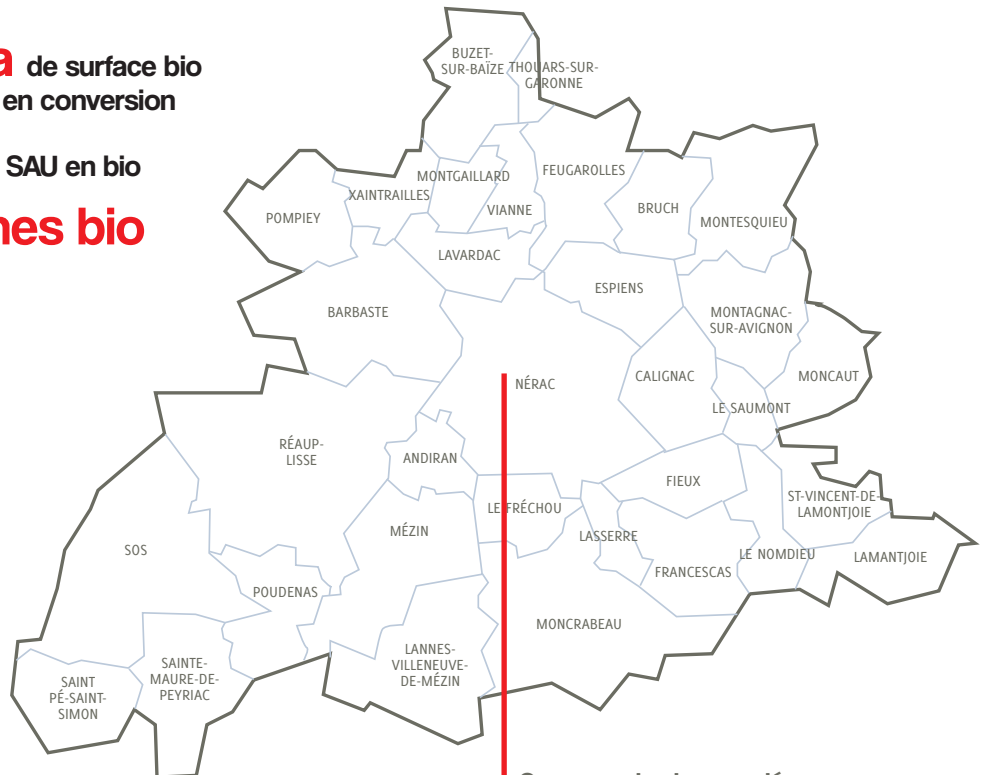 de surface bio
en conversion
SAU en bio
bio
BUZET-
SUR-BAÏZE
THOUARS-SUR-
GARONNE
MONTGAILLARD
FEUGAROLLES
XAINTRAILLES
VIANNE
BRUCH
POMPIEY
MONTESQUIEU
LAVARDAC
ESPIENS
BARBASTE
MONTAGNAC-
SUR-AVIGNON
NÉRAC
CALIGNAC
MONCAUT
LE SAUMONT
RÉAUP-
LISSE
ANDIRAN
FIEUX
ST-VINCENT-DE-
LAMONTJOIE
LE FRÉCHOU
MÉZIN
LASSERRE
SOS
LE NOMDIEU
LAMANTJOIE
FRANCESCAS
POUDENAS
MONCRABEAU
LANNES-
VILLENEUVE-
DE-MÉZIN
SAINTE-
MAURE-DE-
PEYRIAC
SAINT
PÉ-SAINT-
SIMON